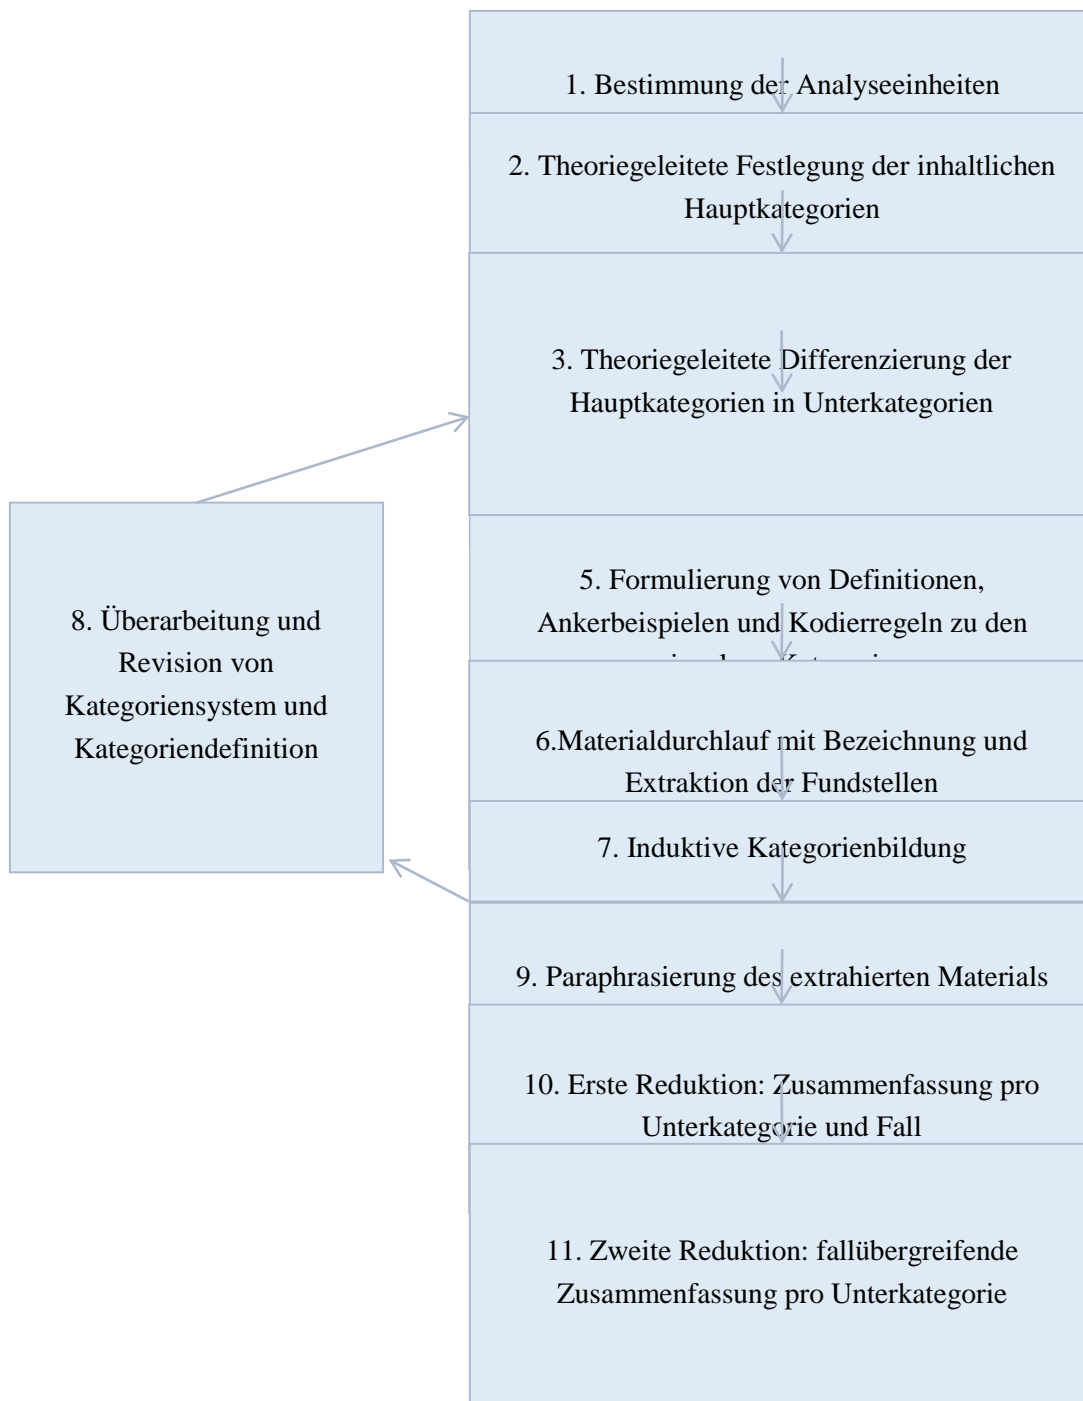 1. Bestimmung der Analyseeinheiten
2. Theoriegeleitete Festlegung der inhaltlichen
Hauptkategorien
3. Theoriegeleitete Differenzierung der
Hauptkategorien in Unterkategorien
5. Formulierung von Definitionen,
Ankerbeispielen und Kodierregeln zu den
6.Materialdurchlauf mit Bezeichnung und
Extraktion der Fundstellen
7. Induktive Kategorienbildung
8. Überarbeitung und
Revision von
Kategoriensystem und
Kategoriendefinition
9. Paraphrasierung des extrahierten Materials
10. Erste Reduktion: Zusammenfassung pro
Unterkategorie und Fall
11. Zweite Reduktion: fallübergreifende
Zusammenfassung pro Unterkategorie